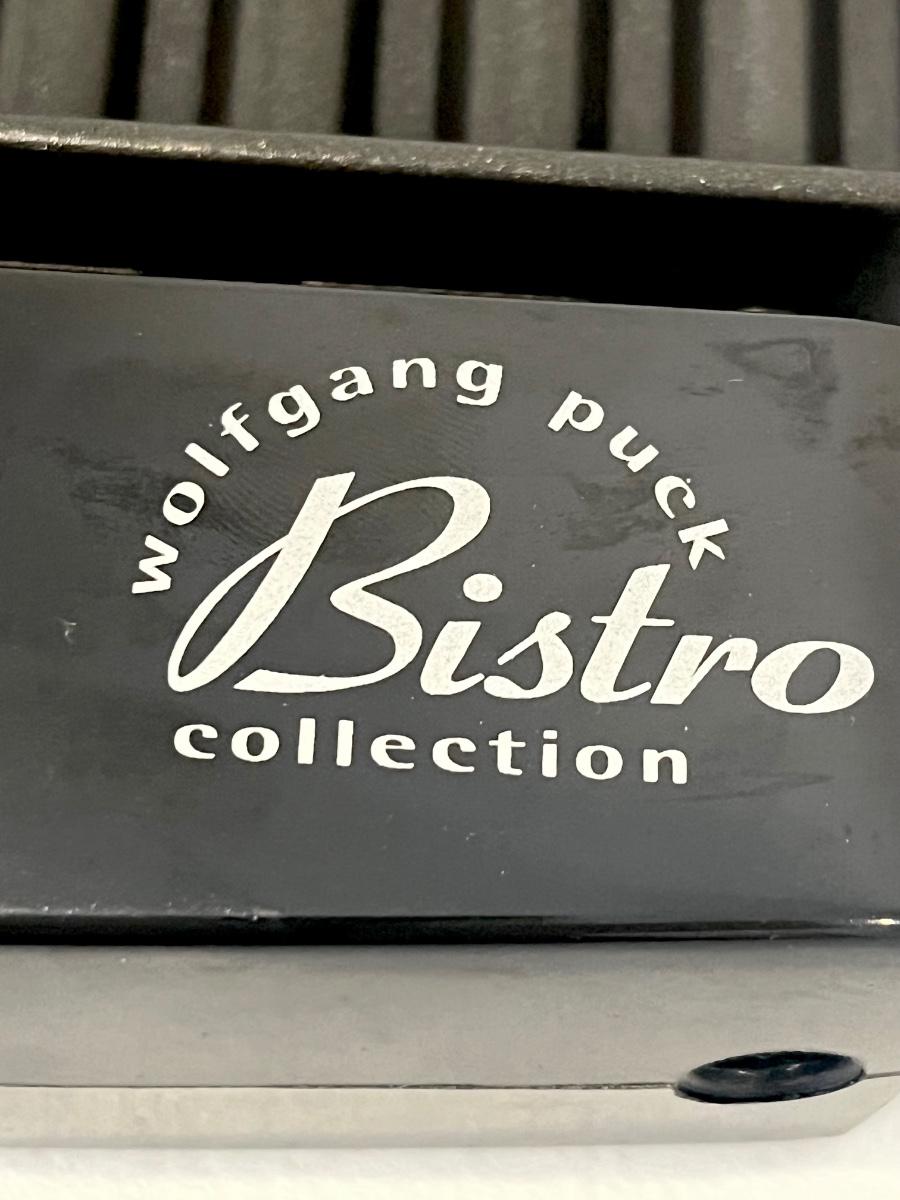 wolfgang puck
Bistro
collection